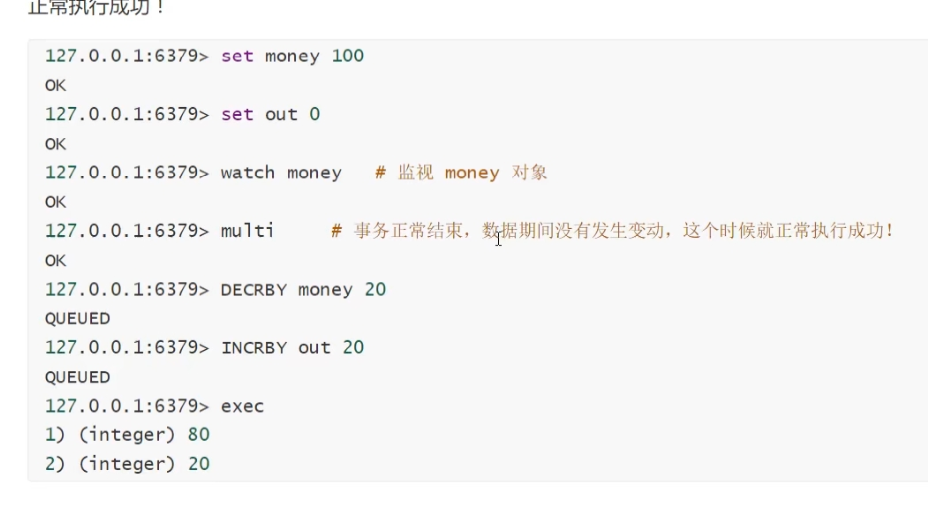 正常执行成功！
127.0.0.1:6379> set money 100
OK
127.0.0.1:6379> set out 0
OK
127.0.0.1:6379> watch money   # 监视 money 对象
OK
127.0.0.1:6379> multi     # 事务正常结束，数据期间没有发生变动，这个时候就正常执行成功！
OK
127.0.0.1:6379> DECRBY money 20
QUEUED
127.0.0.1:6379> INCRBY out 20
QUEUED
127.0.0.1:6379> exec
1) (integer) 80
2) (integer) 20